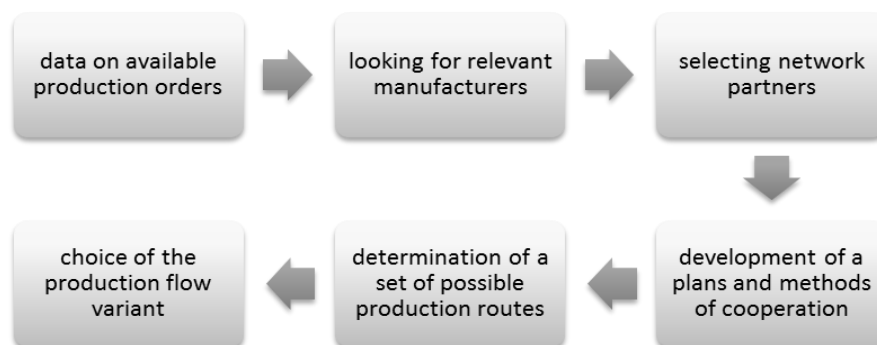 data on available
production orders
looking for relevant
manufacturers
selecting network
partners
development of a
plans and methods
of cooperation
determination of a
set of possible
production routes
choice of the
production flow
variant